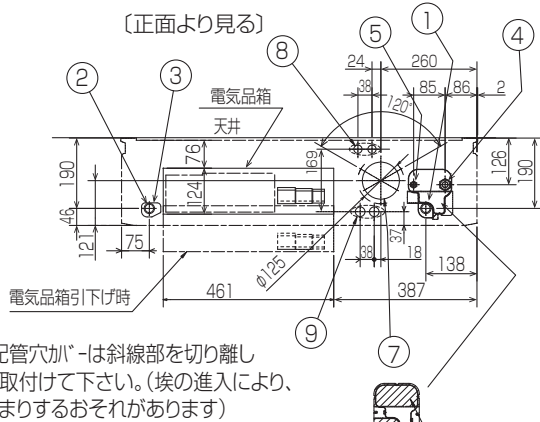 〔正面より見る〕
① ⑤ ④
24 260
⑧
② ③ 38 85 86 2
電気品箱
天井
120°
76
190 169 126 190
124
46
121
75
38 18 37
138
φ125
電気品箱引下げ時
461 387
⑨ ⑦
配管穴カバーは斜線部を切り離し
取付けて下さい。(埃の進入により、
まりするおそれがあります)